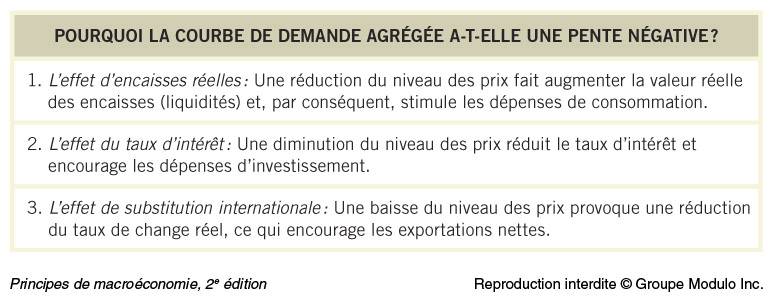 POURQUOI LA COURBE DE DEMANDE AGRÉGÉE A-T-ELLE UNE PENTE NÉGATIVE?
1. L'effet d'encaisses réelles: Une réduction du niveau des prix fait augmenter la valeur réelle
des encaisses (liquidités) et, par conséquent, stimule les dépenses de consommation.
2. L'effet du taux d'intérêt: Une diminution du niveau des prix réduit le taux d'intérêt et
encourage les dépenses d'investissement.
3. L'effet de substitution internationale: Une baisse du niveau des prix provoque une réduction
du taux de change réel, ce qui encourage les exportations nettes.
Principes de macroéconomie, 2e édition Reproduction interdite © Groupe Modulo Inc.